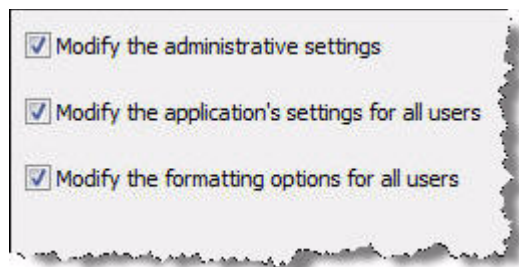 Modify the administrative settings
Modify the application's settings for all users
Modify the formatting options for all users